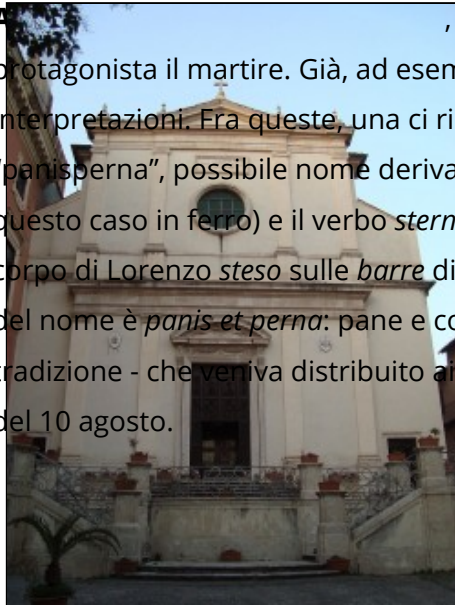 ,
protagonista il martire. Già, ad esem
interpretazioni. Fra queste, una ci ri
“panisperna”, possibile nome deriva
questo caso in ferro) e il verbo stern
corpo di Lorenzo steso sulle barre di
del nome è panis et perna: pane e co
tradizione - che veniva distribuito ai
del 10 agosto.